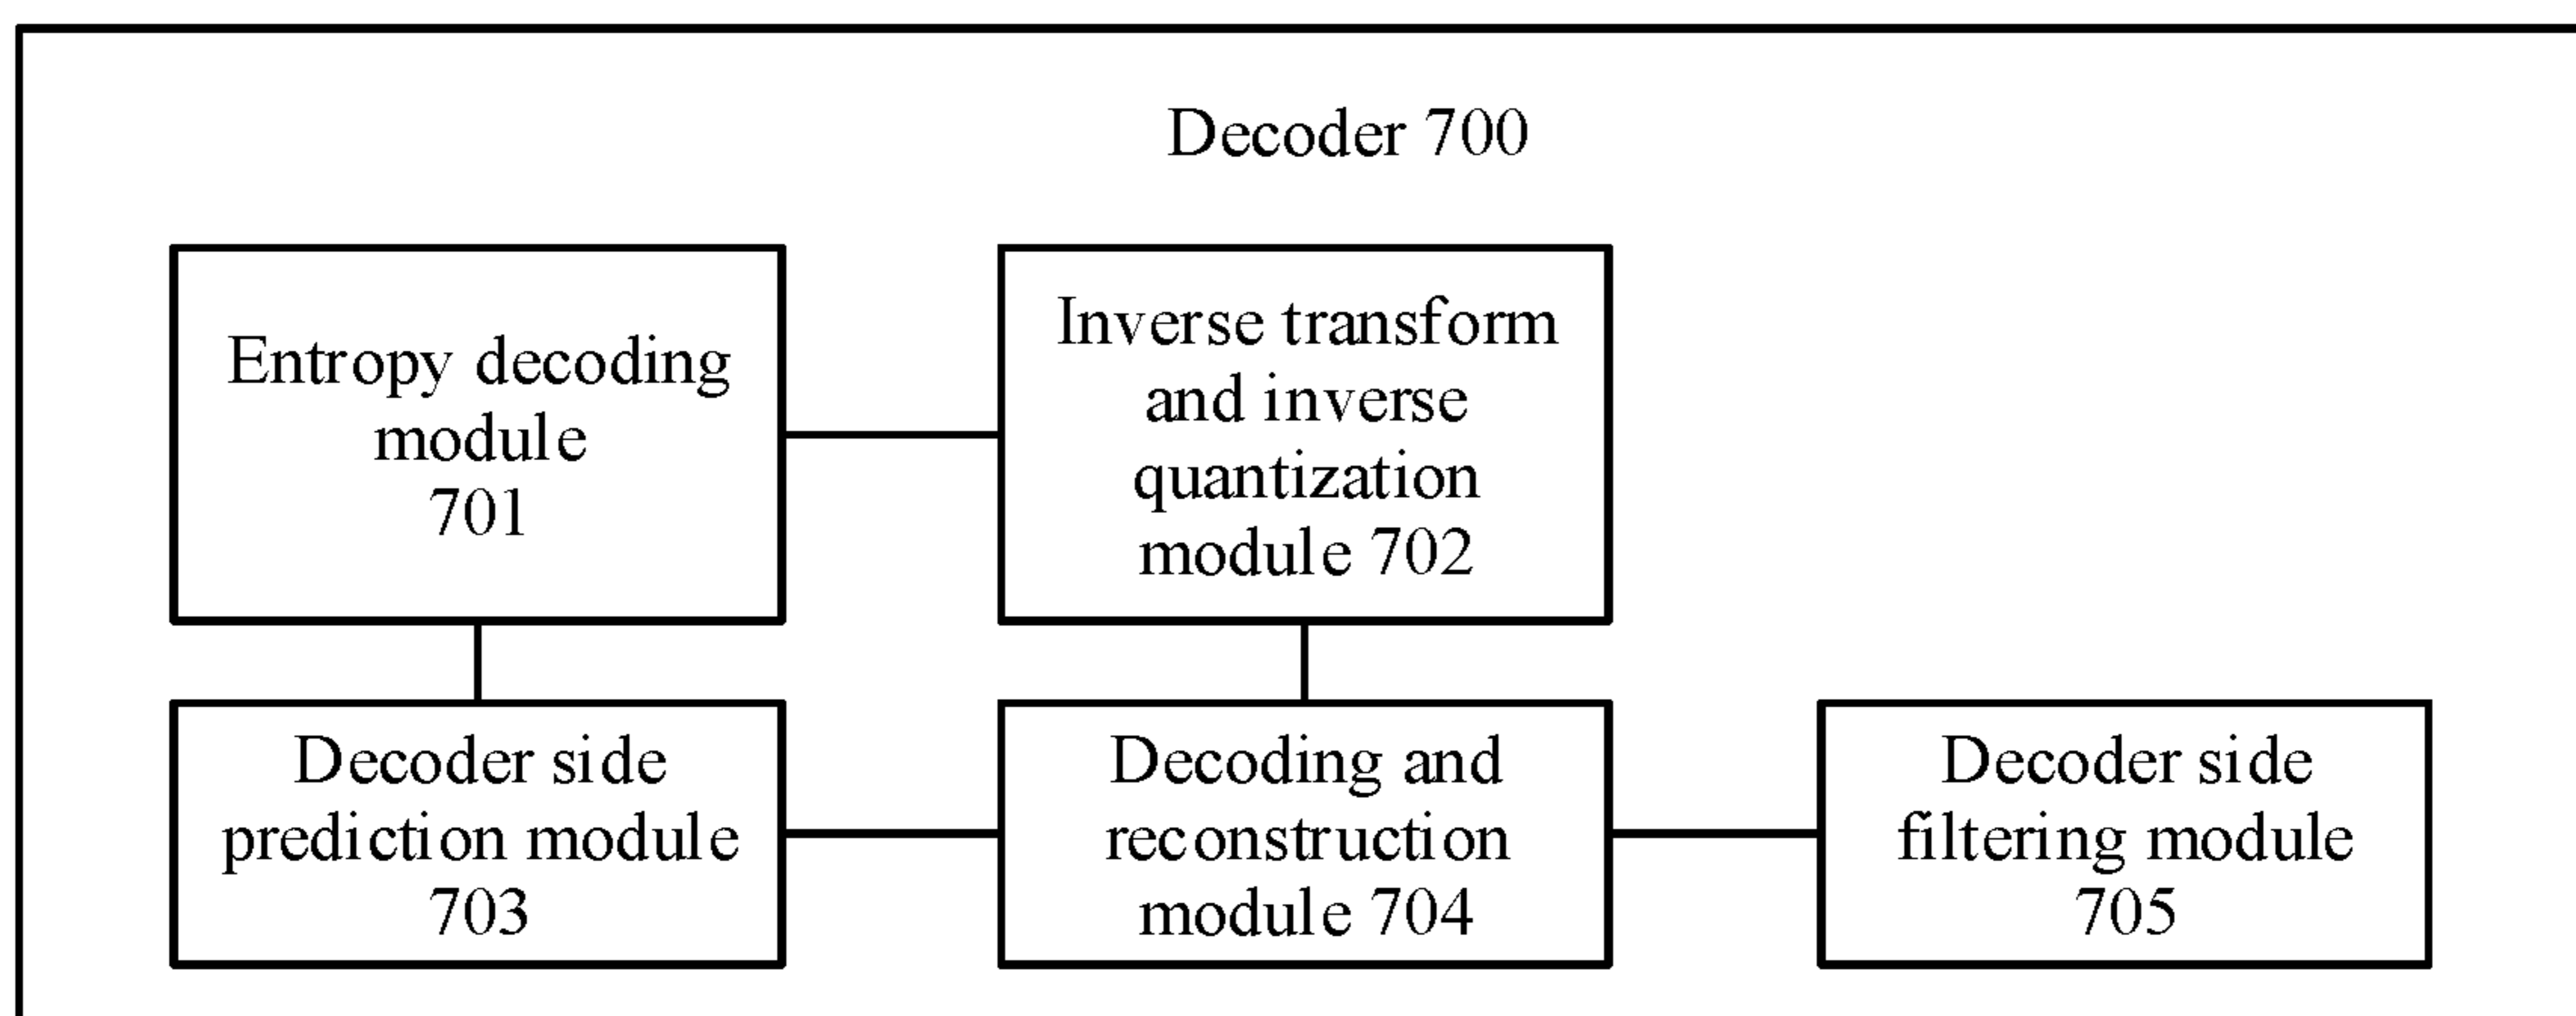 Decoder 700
Entropy decoding
module
701
Inverse transform
and inverse
quantization
module 702
Decoder side
prediction module
703
Decoding and
reconstruction
module 704
Decoder side
filtering module
705